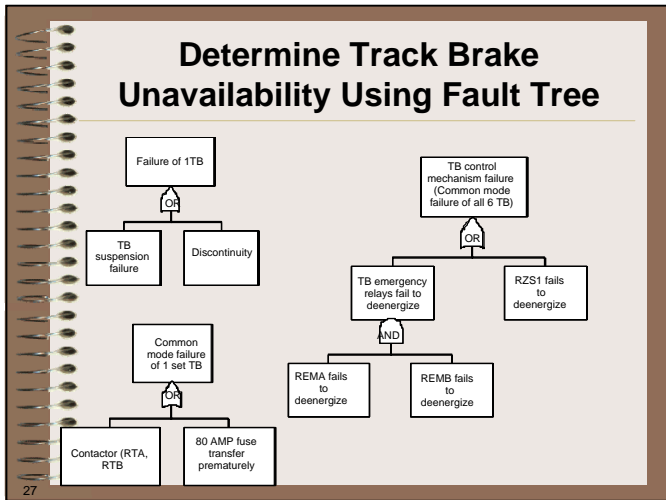 Determine Track Brake
Unavailability Using Fault Tree
Failure of 1TB
OR
TB
suspension
failure
Discontinuity
TB control
mechanism failure
(Common mode
failure of all 6 TB)
OR
TB emergency
relays fail to
deenergize
RZS1 fails
to
deenergize
AND
REMA fails
to
deenergize
REMB fails
to
deenergize
Common
mode failure
of 1 set TB
OR
Contactor (RTA,
RTB
80 AMP fuse
transfer
prematurely
27